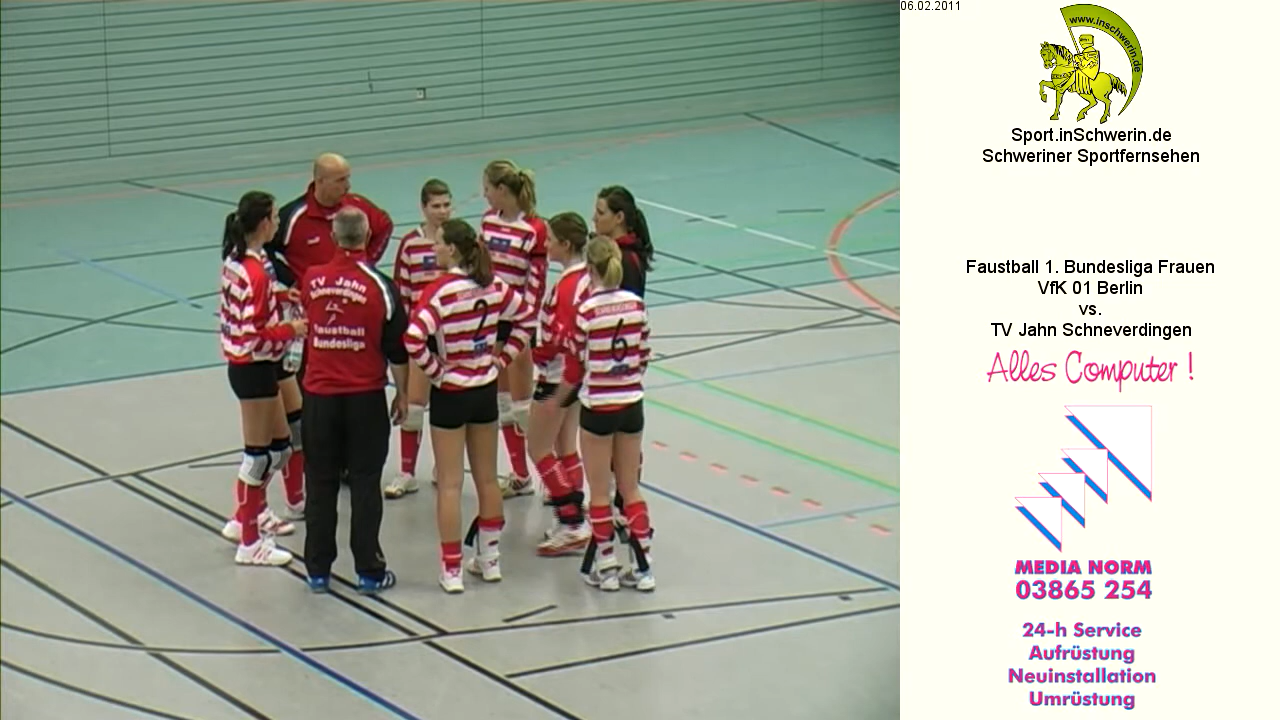 06.02.2011
www.inschwerin.de
Sport.inSchwerin.de
Schweriner Sportfernsehen
Faustball 1. Bundesliga Frauen
VfK 01 Berlin
vs.
TV Jahn Schneverdingen
Alles Computer !
MEDIA NORM
03865 254
24-h Service
Aufrüstung
Neuinstallation
Umrüstung
TV Jahn
Schneverdingen
Faustball
Bundesliga
2
6